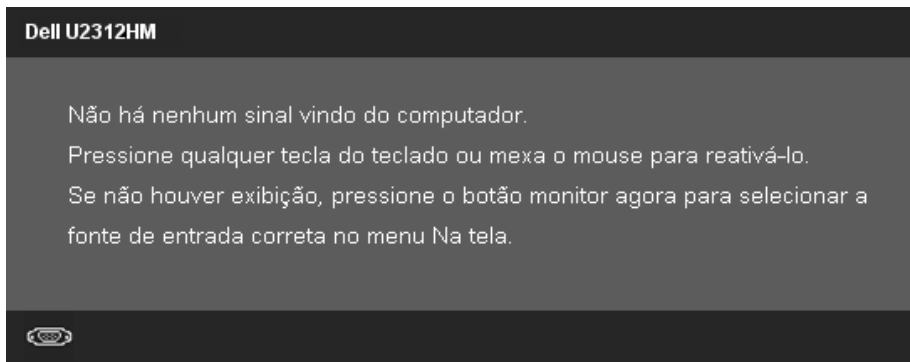 Dell U2312HM
Não há nenhum sinal vindo do computador.
Pressione qualquer tecla do teclado ou mexa o mouse para reativá-lo.
Se não houver exibição, pressione o botão monitor agora para selecionar a
fonte de entrada correta no menu Na tela.